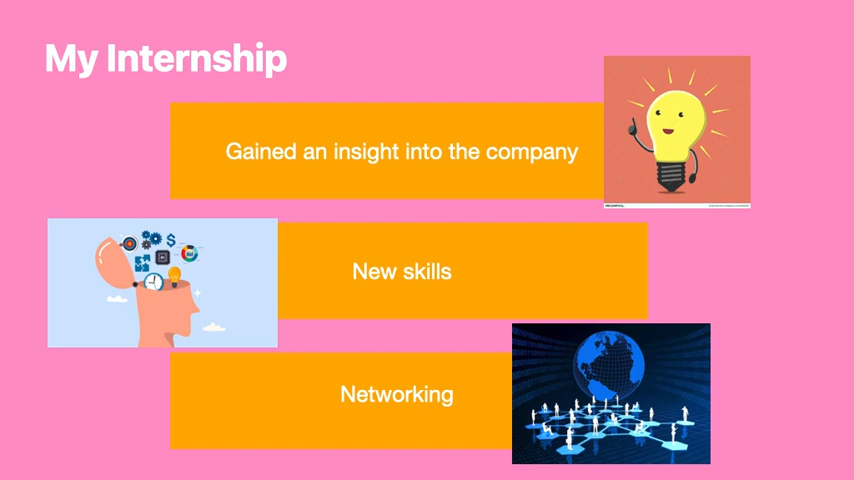 My Internship
Gained an insight into the company
New skills
$
Networking